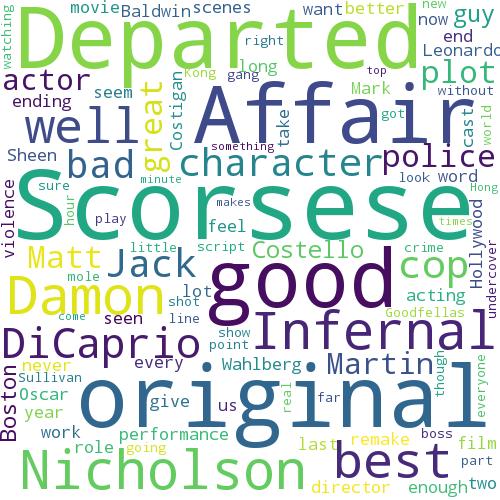 movie Baldwin scenes want better new
watching
Departed now guy
right end
long Leonardo
actor Affair plot
ending seem Costigan Kong gang Mark top without
well great take got cast world
Sheen bad something police
character look word Hong
violence sure hour minute makes
Scorsese
play feel times
Matt little script Costello crime cop Hollywood undercover
mole Jack good
Damon lot shot acting
come seen line Goodfellas
DiCaprio show Infernal
point
Boston never every Wahlberg Martin though everyone
Sullivan real
Oscar give us far
year original
work performance last remake boss film
role going part
Nicholson best
director enough two